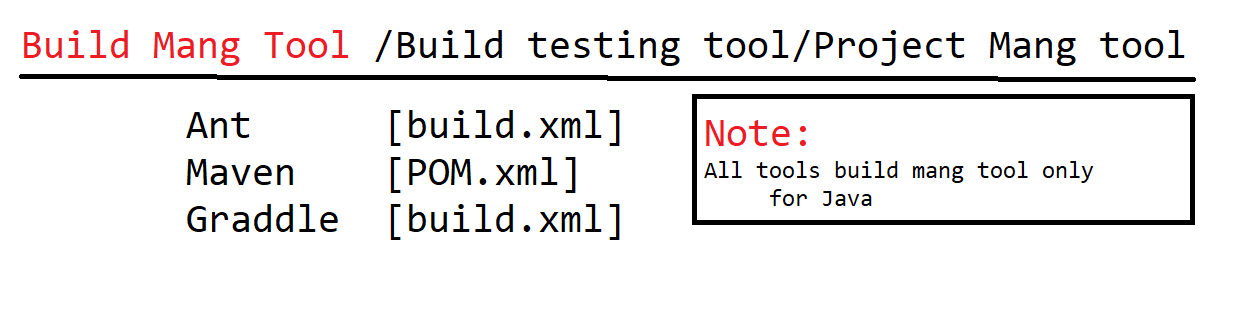 Build Mang Tool /Build testing tool/Project Mang tool
Ant [build.xml]
Maven [POM.xml]
Graddle [build.xml]
Note:
All tools build mang tool only
for Java